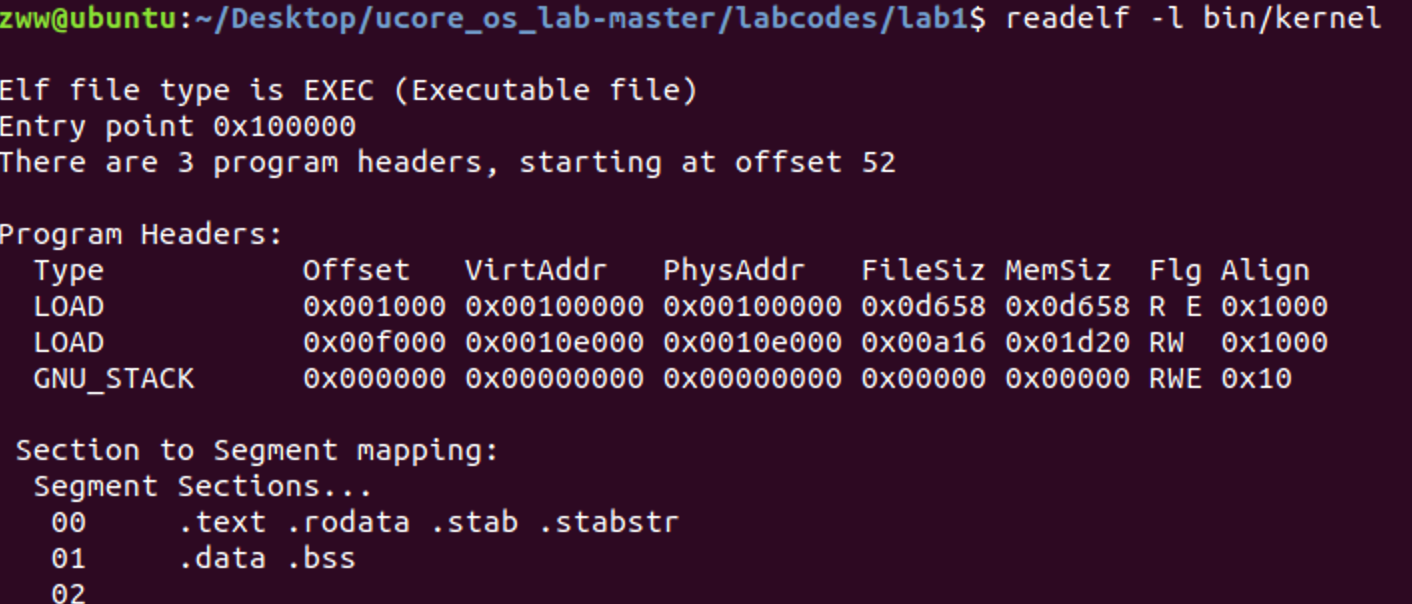 zww@ubuntu:~/Desktop/ucore_os_lab-master/labcodes/lab1$ readelf -l bin/kernel
Elf file type is EXEC (Executable file)
Entry point 0x100000
There are 3 program headers, starting at offset 52
Program Headers:
  Type           Offset   VirtAddr   PhysAddr   FileSiz MemSiz  Flg Align
  LOAD           0x001000 0x00100000 0x00100000 0x0d658 0x0d658 R E 0x1000
  LOAD           0x00f000 0x0010e000 0x0010e000 0x00a16 0x01d20 RW  0x1000
  GNU_STACK      0x000000 0x00000000 0x00000000 0x00000 0x00000 RWE 0x10
 Section to Segment mapping:
  Segment Sections...
   00     .text .rodata .stab .stabstr
   01     .data .bss
   02